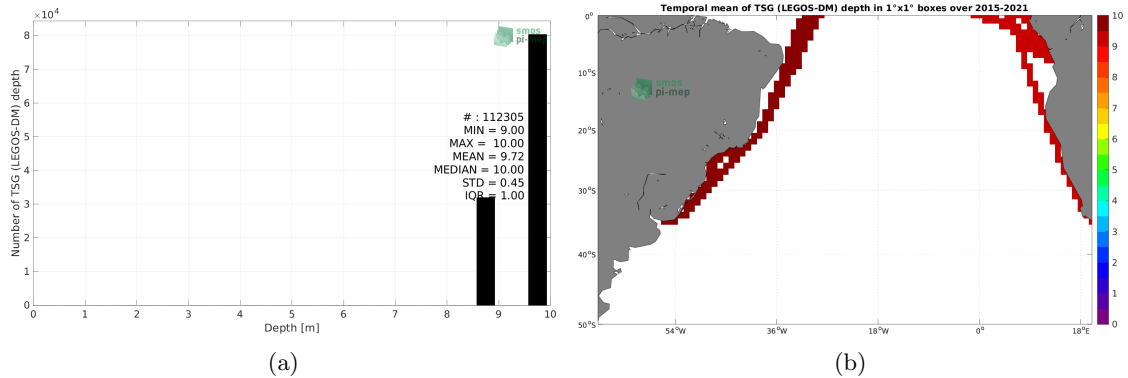 ×10⁴
8
7
6
5
4
3
2
1
0
Number of TSG (LEGOS-DM) depth
smos
pi-mep
# : 112305
MIN = 9.00
MAX = 10.00
MEAN = 9.72
MEDIAN = 10.00
STD = 0.45
IQR = 1.00
0 1 2 3 4 5 6 7 8 9 10
Depth [m]
(a)
Temporal mean of TSG (LEGOS-DM) depth in 1°x1° boxes over 2015-2021
0°
10°S
20°S
30°S
40°S
50°S
smos
pi-mep
54°W 36°W 18°W 0° 18°E
10
9
8
7
6
5
4
3
2
1
0
(b)